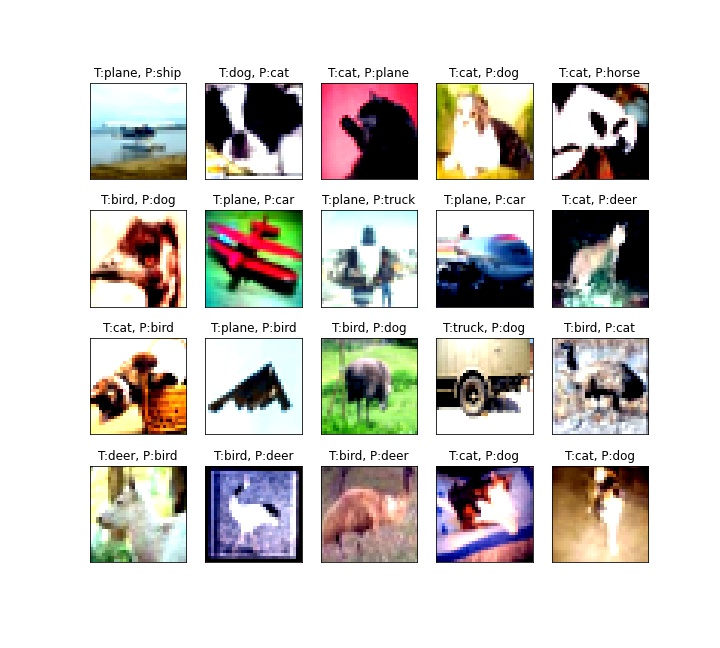 T:plane, P:ship T:dog, P:cat T:cat, P:plane T:cat, P:dog T:cat, P:horse
T:bird, P:dog T:plane, P:car T:plane, P:truck T:plane, P:car T:cat, P:deer
T:cat, P:bird T:plane, P:bird T:bird, P:dog T:truck, P:dog T:bird, P:cat
T:deer, P:bird T:bird, P:deer T:bird, P:deer T:cat, P:dog T:cat, P:dog